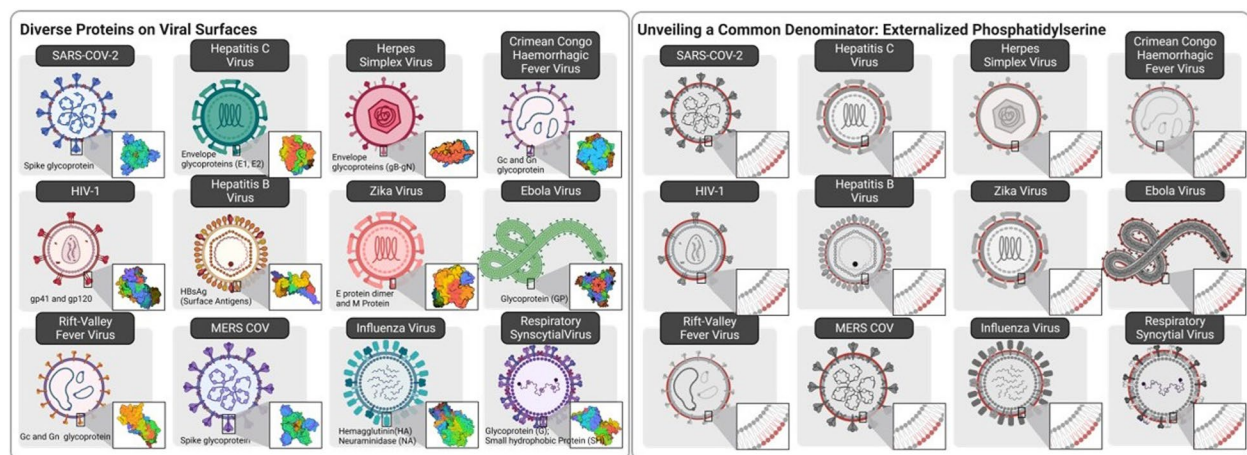 Diverse Proteins on Viral Surfaces
SARS-COV-2
Hepatitis C
Virus
Herpes
Simplex Virus
Crimean Congo
Haemorrhagic
Fever Virus
Spike glycoprotein
Envelope
glycoproteins (E1, E2)
Envelope
glycoproteins (gB-gN)
Gc and Gn
glycoprotein
HIV-1
Hepatitis B
Virus
Zika Virus
Ebola Virus
gp41 and gp120
HBsAg
(Surface Antigens)
E protein dimer
and M Protein
Glycoprotein (GP)
Rift-Valley
Fever Virus
MERS COV
Influenza Virus
Respiratory
SynscytialVirus
Gc and Gn glycoprotein
Spike glycoprotein
Hemagglutinin(HA)
Neuraminidase (NA)
Glycoprotein (G);
Small hydrophobic Protein (SH)
Unveiling a Common Denominator: Externalized Phosphatidylserine
SARS-COV-2
Hepatitis C
Virus
Herpes
Simplex Virus
Crimean Congo
Haemorrhagic
Fever Virus
HIV-1
Hepatitis B
Virus
Zika Virus
Ebola Virus
Rift-Valley
Fever Virus
MERS COV
Influenza Virus
Respiratory
Syncytial Virus